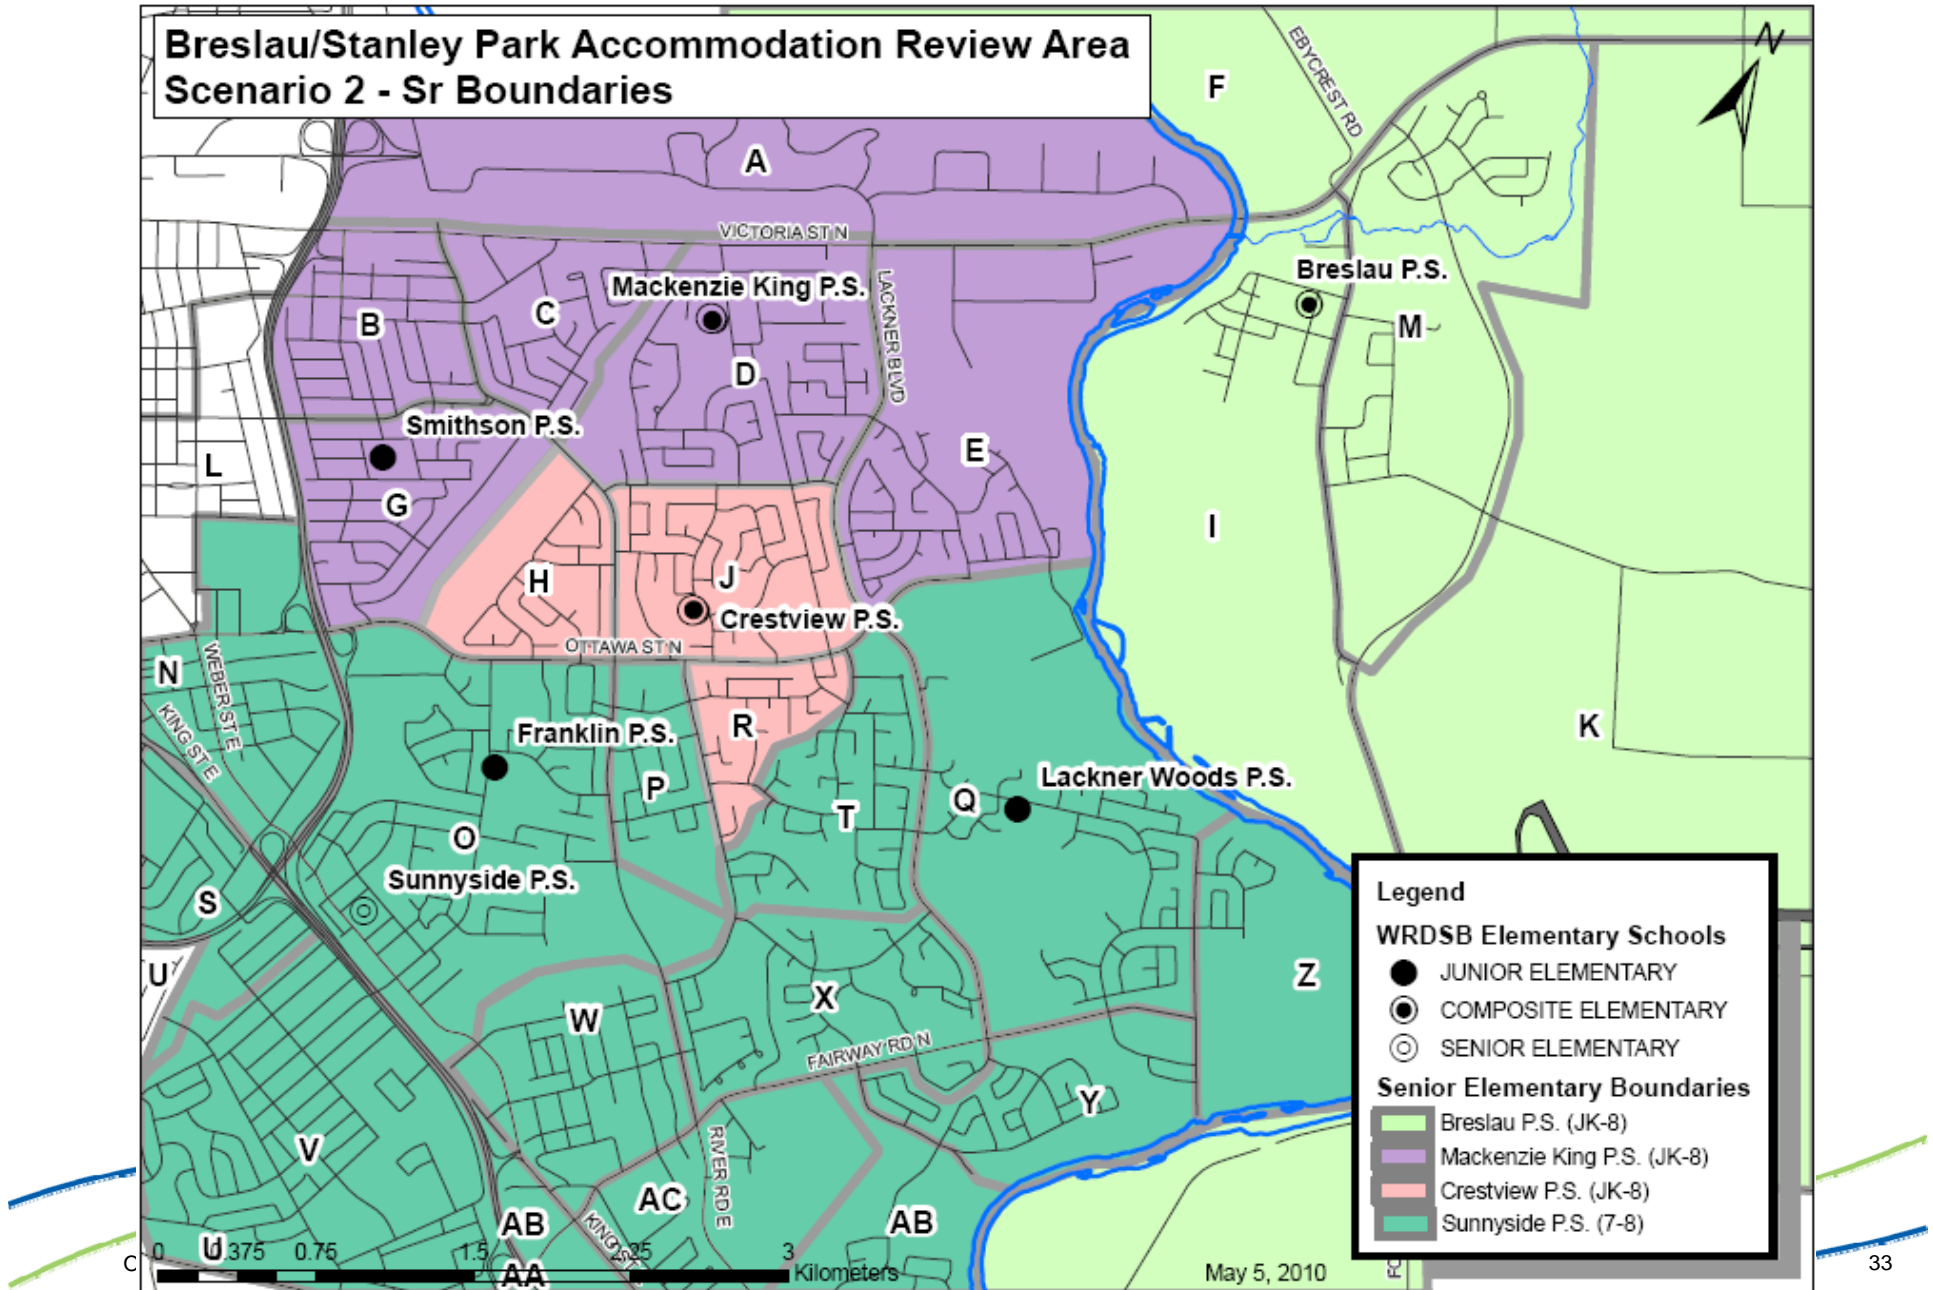 Breslau/Stanley Park Accommodation Review Area
Scenario 2 - Sr Boundaries
N
F
EBYCREST RD
A
VICTORIA ST N
Breslau P.S.
Mackenzie King P.S.
LACKNER BLVD
B
C
M
D
Smithson P.S.
L
E
G
I
H
J
Crestview P.S.
OTTAWA ST N
N
WEBER ST E
KING ST E
Franklin P.S.
R
K
P
Lackner Woods P.S.
Q
T
O
Sunnyside P.S.
S
U
Z
X
W
FAIRWAY RD N
Y
V
RIVER RD E
AC
AB
AB
KING ST E
U
AA
0 0.375 0.75 1.5 2.25 3
Kilometers
May 5, 2010
Legend
WRDSB Elementary Schools
JUNIOR ELEMENTARY
COMPOSITE ELEMENTARY
SENIOR ELEMENTARY
Senior Elementary Boundaries
Breslau P.S. (JK-8)
Mackenzie King P.S. (JK-8)
Crestview P.S. (JK-8)
Sunnyside P.S. (7-8)
33